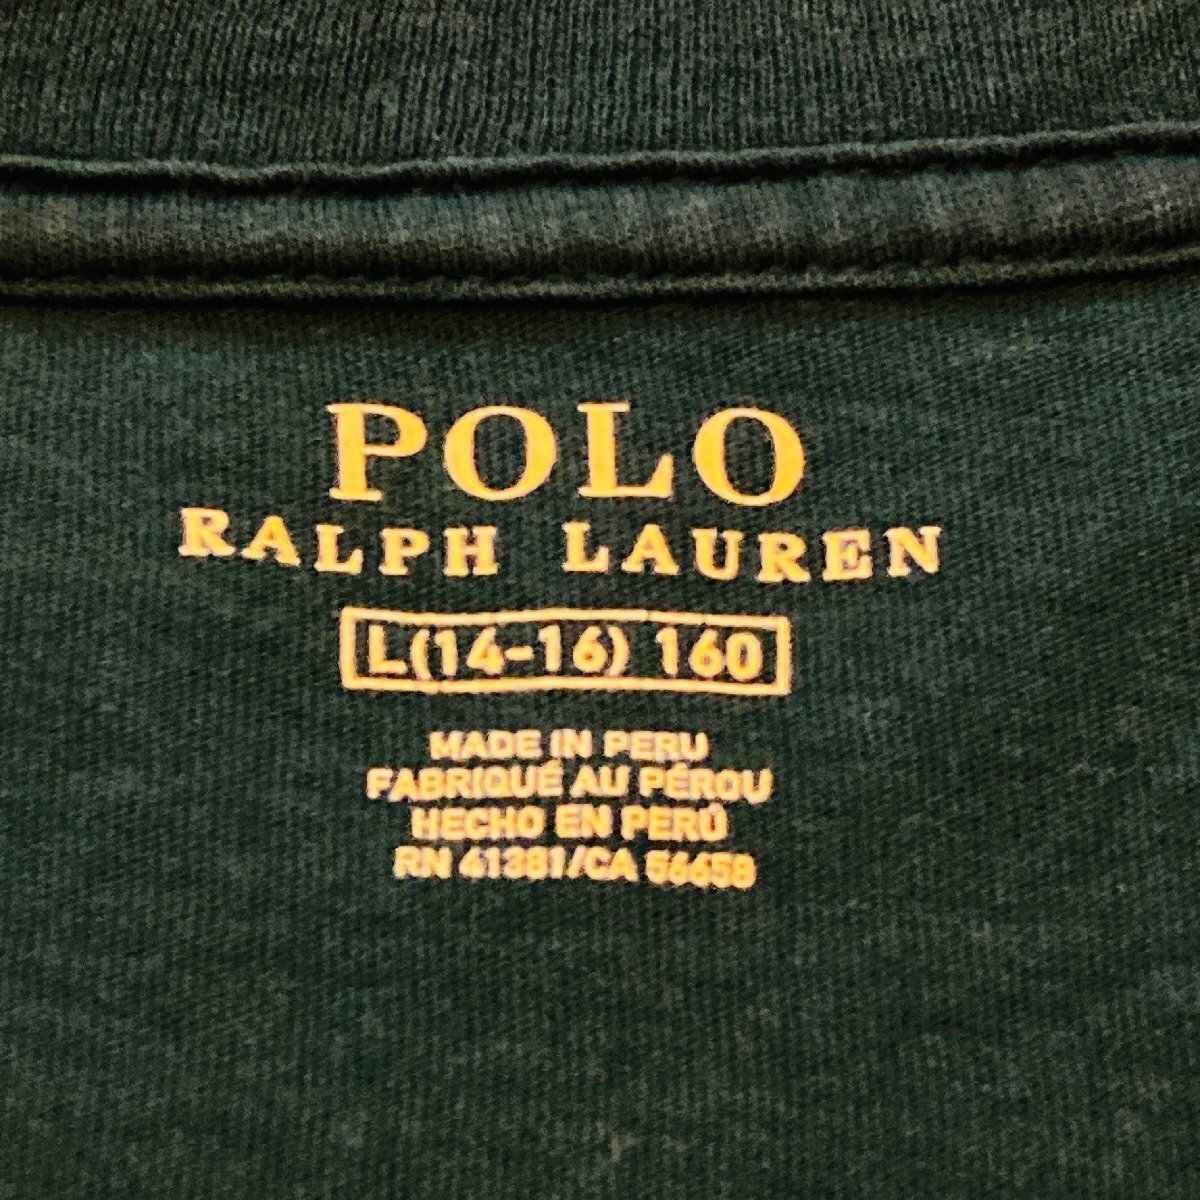 POLO
RALPH LAUREN
L(14-16) 160
MADE IN PERU
FABRIQUÉ AU PÉROU
HECHO EN PERÚ
RN 41381/CA 56658